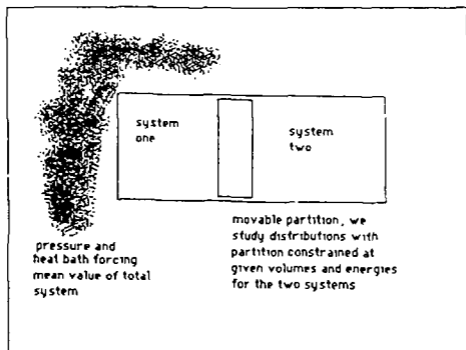 system
one
system
two
pressure and
heat bath forcing
mean value of total
system
movable partition, we
study distributions with
partition constrained at
given volumes and energies
for the two systems